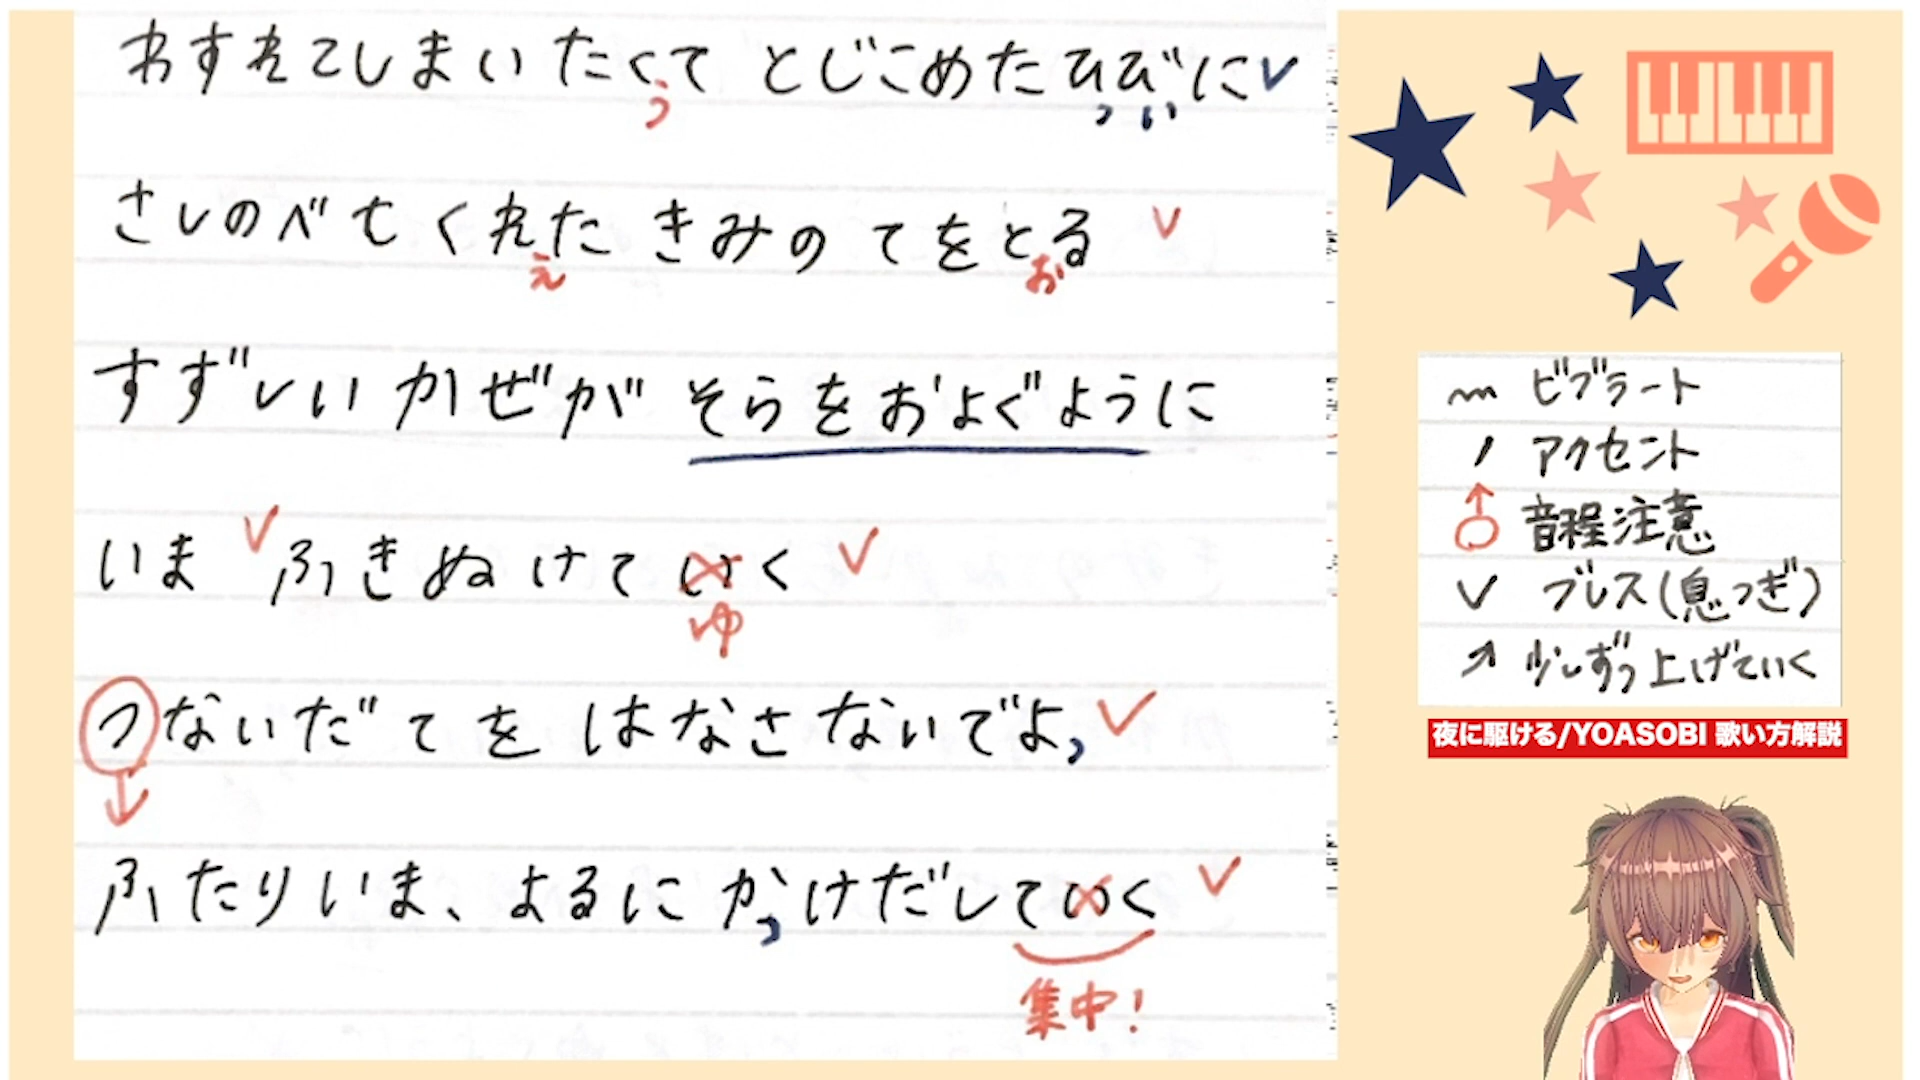 わすれてしまいたくて とじこめたひびに✓
う っ い
さしのべてくれた きみの てをとる ✓
え お
すずしい かぜが そらをおよぐように
いま ✓ ふきぬけていく ✓
ゆ
つないだ てを はなさないでよっ ✓
↓
ふたりいま、よるに かけだしていく ✓
っ
集中!
ビブラート
アクセント
音程注意
✓ ブレス(息つぎ)
↗ 少しずつ上げていく
夜に駆ける/YOASOBI 歌い方解説